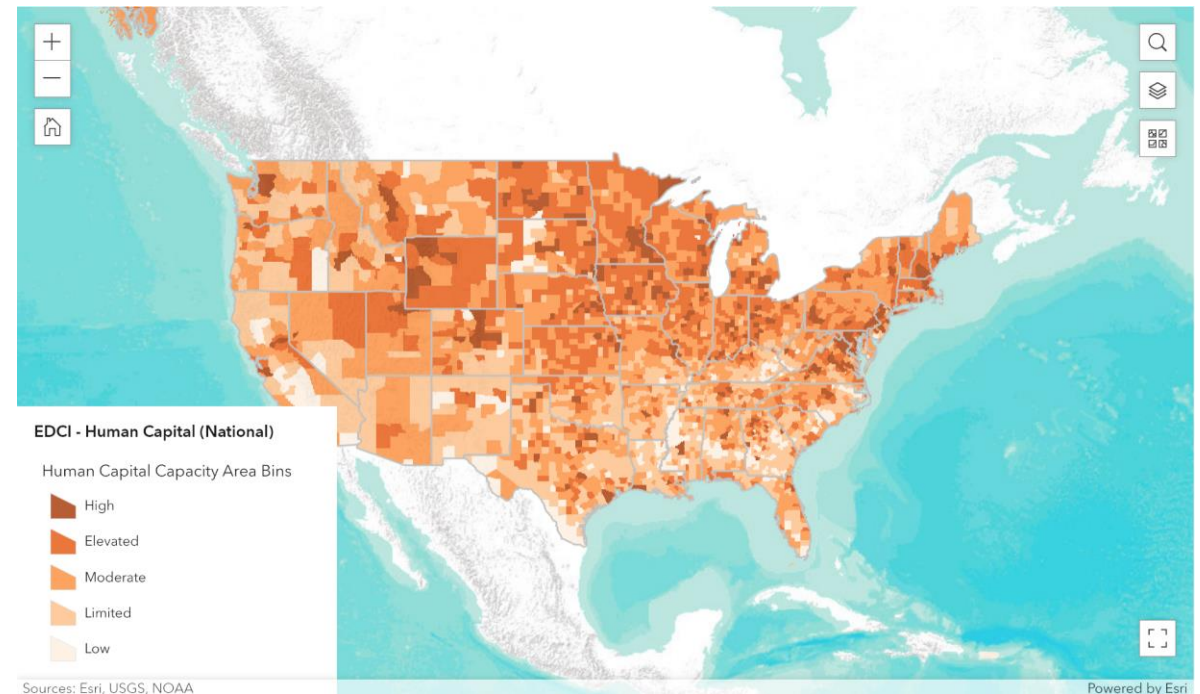 EDCI - Human Capital (National)
Human Capital Capacity Area Bins
High
Elevated
Moderate
Limited
Low
Sources: Esri, USGS, NOAA
Powered by Esri